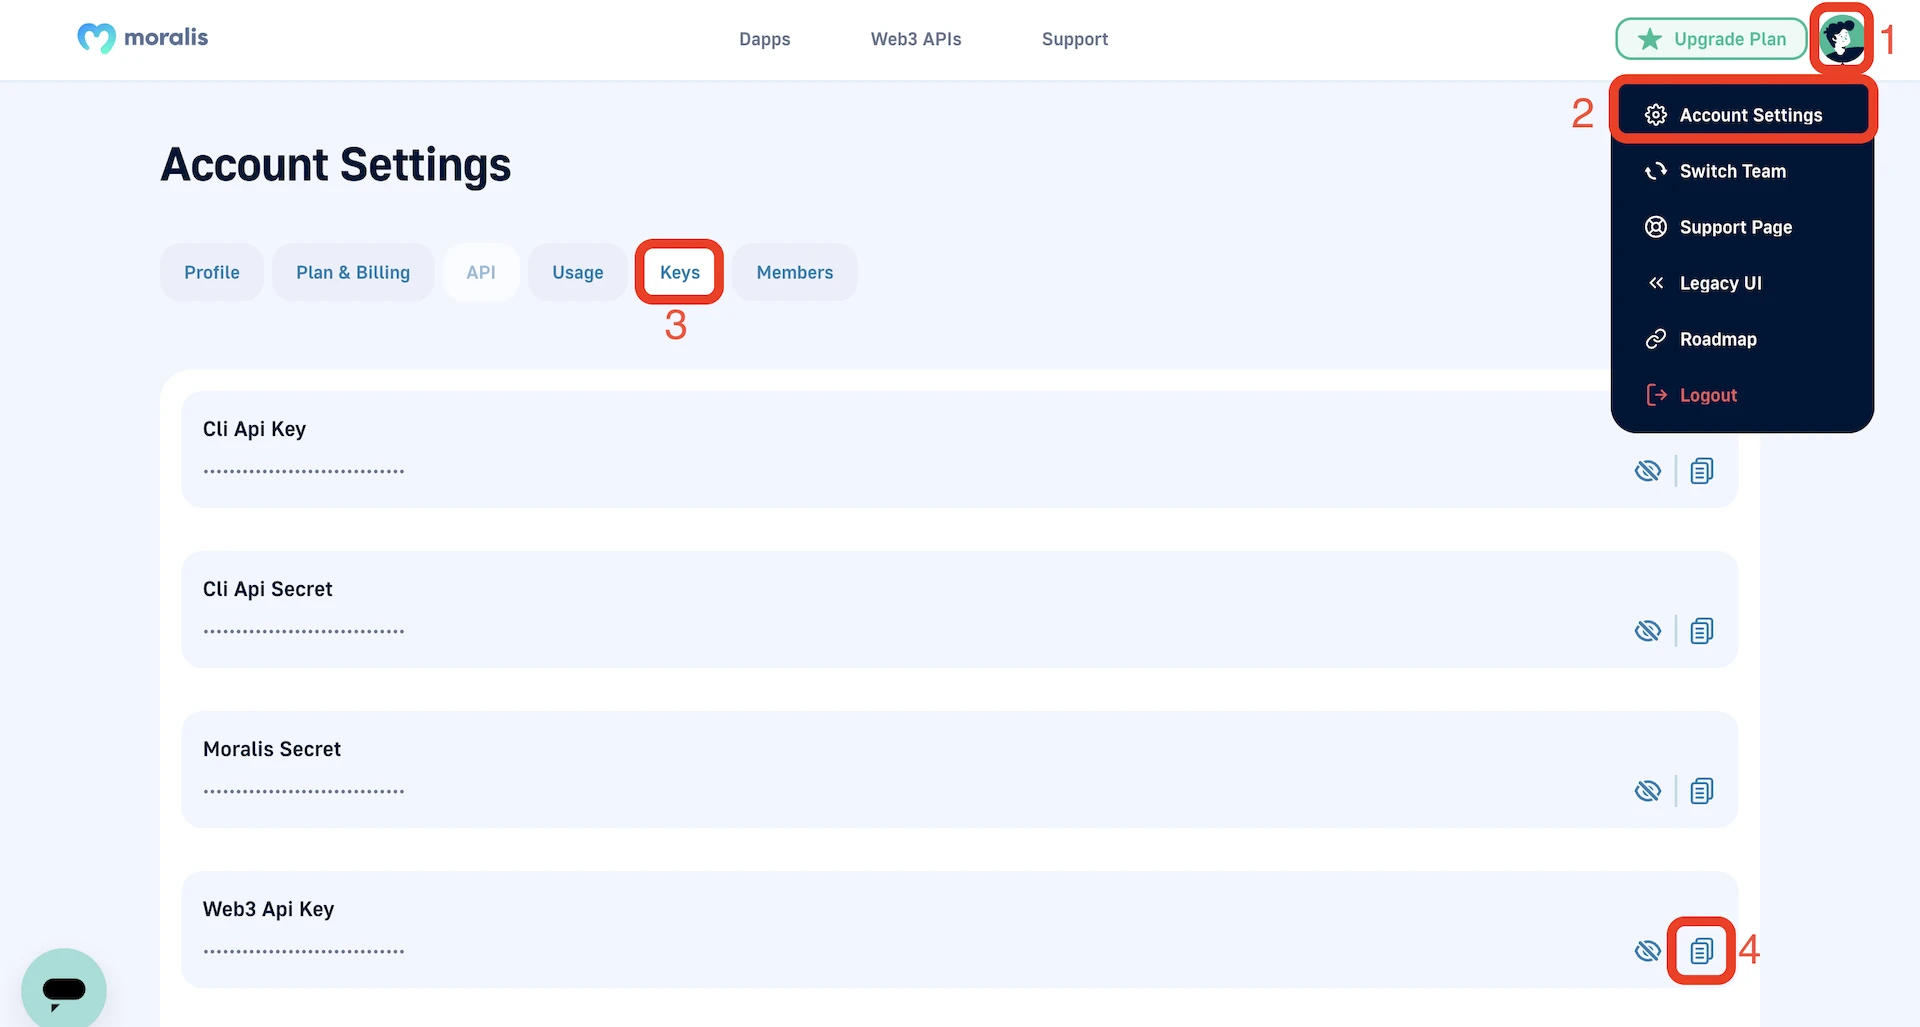 moralis
Dapps
Web3 APIs
Support
Upgrade Plan
1
2
Account Settings
Switch Team
Support Page
Legacy UI
Roadmap
Logout
Account Settings
Profile
Plan & Billing
API
Usage
Keys
Members
3
Cli Api Key
Cli Api Secret
Moralis Secret
Web3 Api Key
4